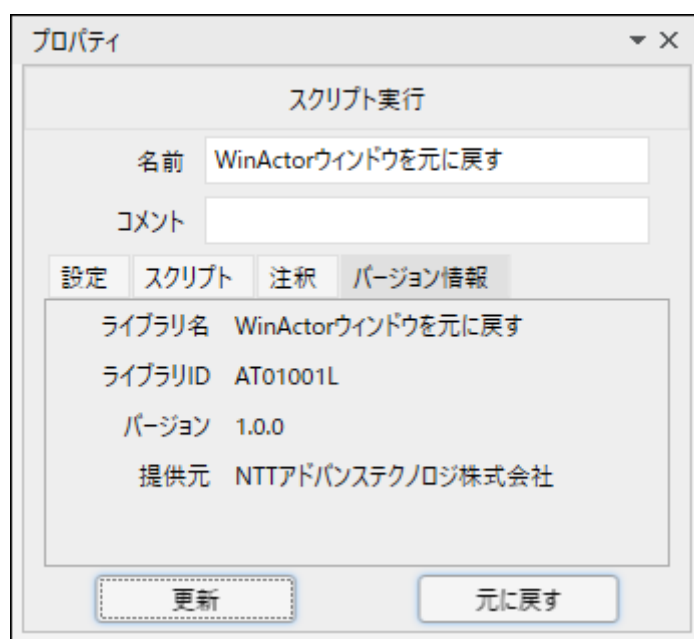 プロパティ
スクリプト実行
名前 WinActorウィンドウを元に戻す
コメント
設定 スクリプト 注釈 バージョン情報
ライブラリ名 WinActorウィンドウを元に戻す
ライブラリID AT01001L
バージョン 1.0.0
提供元 NTTアドバンステクノロジ株式会社
更新 元に戻す